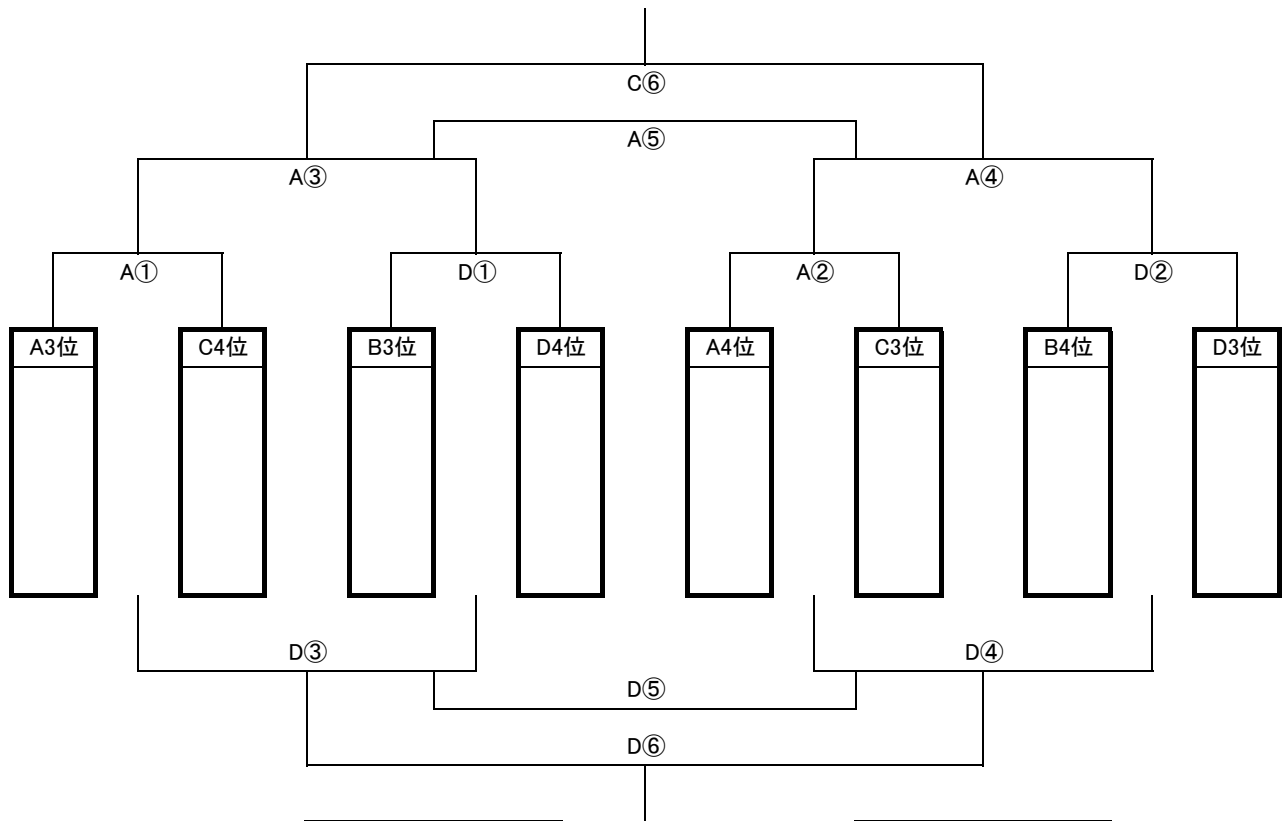 C⑥
A⑤
A③ A④
A① D① A② D②
A3位 C4位 B3位 D4位 A4位 C3位 B4位 D3位
D③ D④
D⑤
D⑥